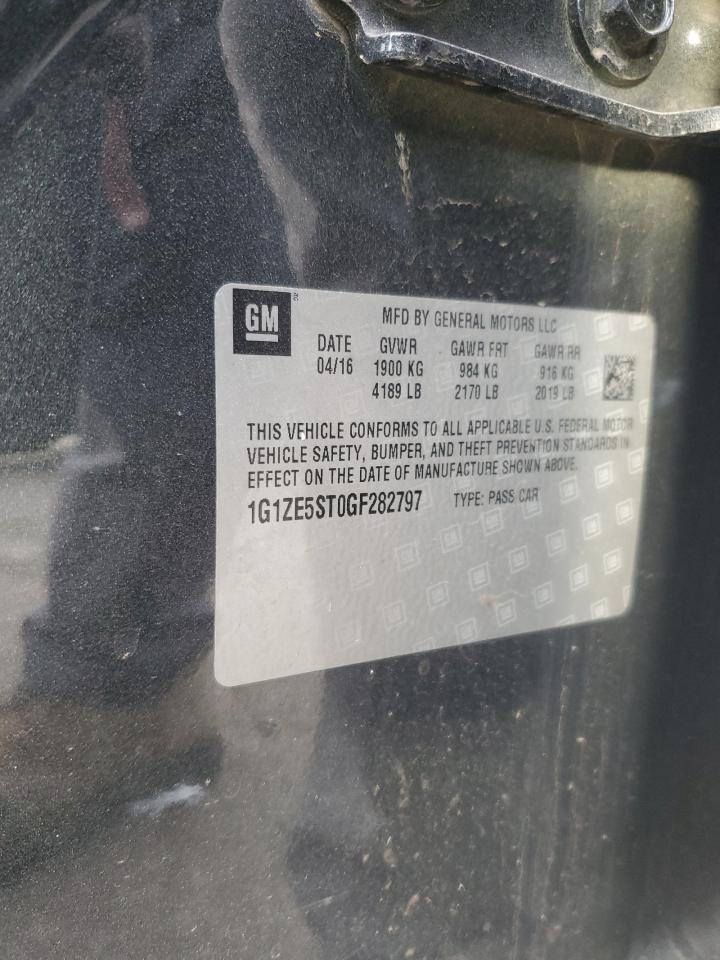 GM
MFD BY GENERAL MOTORS LLC
DATE GVWR GAWR FRT GAWR RR
04/16 1900 KG 984 KG 916 KG
4189 LB 2170 LB 2019 LB
THIS VEHICLE CONFORMS TO ALL APPLICABLE U.S. FEDERAL MOTOR
VEHICLE SAFETY, BUMPER, AND THEFT PREVENTION STANDARDS IN
EFFECT ON THE DATE OF MANUFACTURE SHOWN ABOVE.
1G1ZE5ST0GF282797 TYPE: PASS CAR